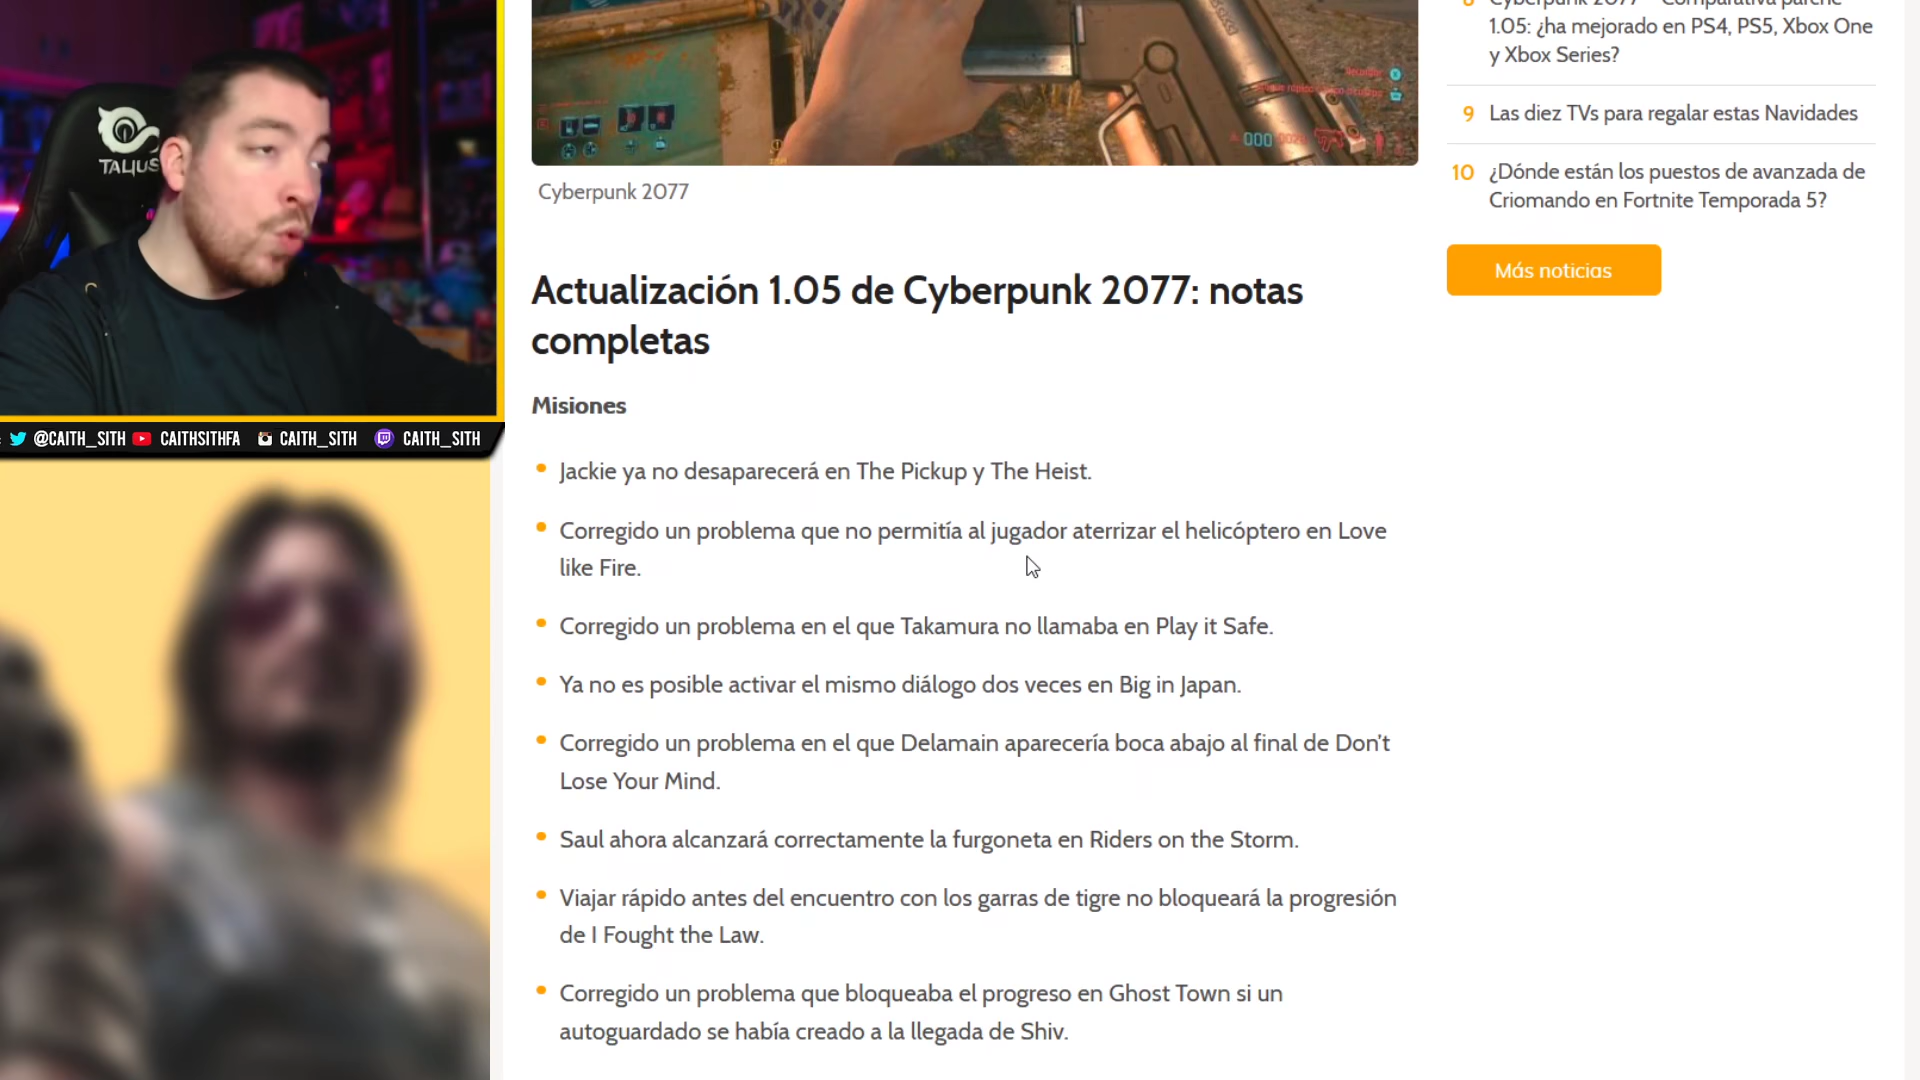 TALIUS
@CAITH_SITH CAITHSITHFA CAITH_SITH CAITH_SITH
000
Cyberpunk 2077
Actualización 1.05 de Cyberpunk 2077: notas
completas
Misiones
Jackie ya no desaparecerá en The Pickup y The Heist.
Corregido un problema que no permitía al jugador aterrizar el helicóptero en Love
like Fire.
Corregido un problema en el que Takamura no llamaba en Play it Safe.
Ya no es posible activar el mismo diálogo dos veces en Big in Japan.
Corregido un problema en el que Delamain aparecería boca abajo al final de Don't
Lose Your Mind.
Saul ahora alcanzará correctamente la furgoneta en Riders on the Storm.
Viajar rápido antes del encuentro con los garras de tigre no bloqueará la progresión
de I Fought the Law.
Corregido un problema que bloqueaba el progreso en Ghost Town si un
autoguardado se había creado a la llegada de Shiv.
8 Cyberpunk 2077 - Comparativa parche
1.05: ¿ha mejorado en PS4, PS5, Xbox One
y Xbox Series?
9 Las diez TVs para regalar estas Navidades
10 ¿Dónde están los puestos de avanzada de
Criomando en Fortnite Temporada 5?
Más noticias